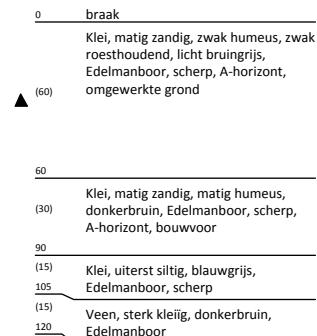 0 braak
Klei, matig zandig, zwak humeus, zwak
roesthoudend, licht bruingrijs,
Edelmanboor, scherp, A-horizont,
(60) omgewerkte grond
60
Klei, matig zandig, matig humeus,
(30) donkerbruin, Edelmanboor, scherp,
A-horizont, bouwvoor
90
(15) Klei, uiterst siltig, blauwgrijs,
105 Edelmanboor, scherp
(15) Veen, sterk kleiïg, donkerbruin,
120 Edelmanboor